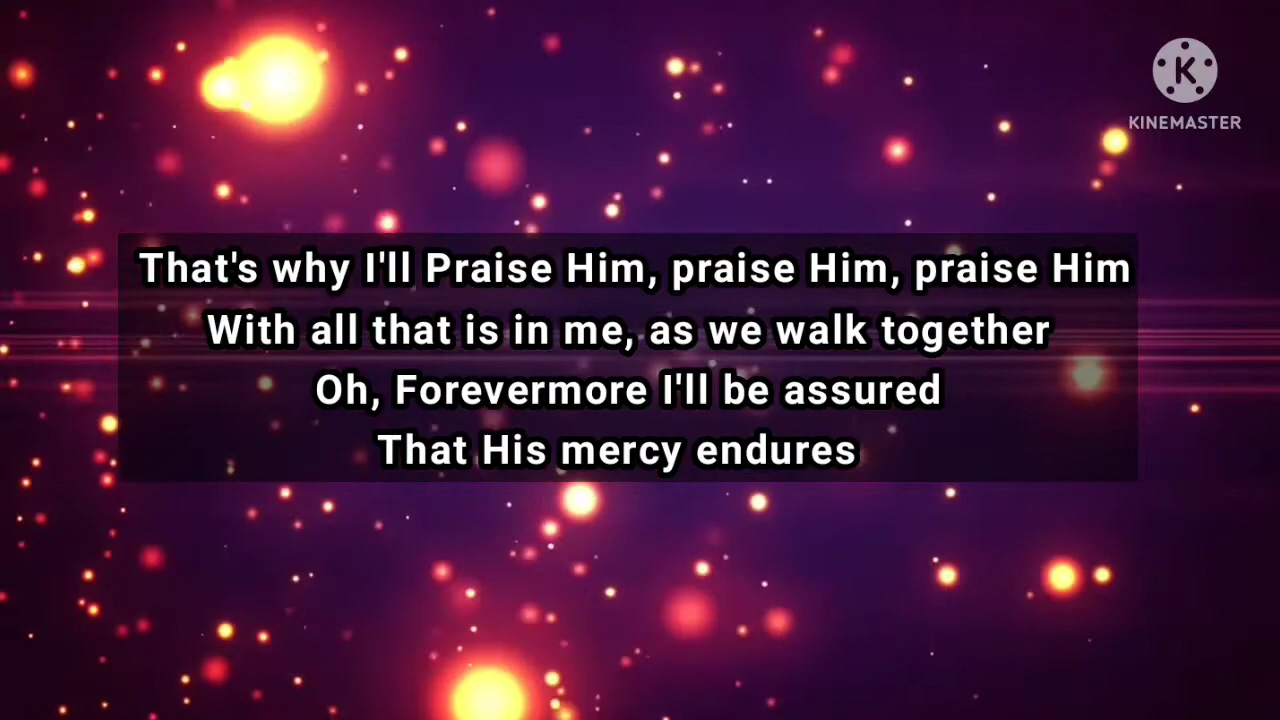 K
KINEMASTER
That's why I'll Praise Him, praise Him, praise Him
With all that is in me, as we walk together
Oh, Forevermore I'll be assured
That His mercy endures